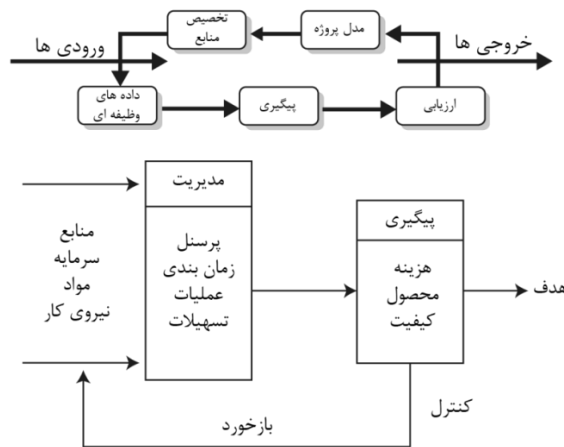 تخصیص
منابع
مدل پروژه
ورودی ها
خروجی ها
داده های
وظیفه ای
پیگیری
ارزیابی
مدیریت
پرسنل
زمان بندی
عملیات
تسهیلات
منابع
سرمایه
مواد
نیروی کار
پیگیری
هزینه
محصول
کیفیت
هدف
کنترل
بازخورد